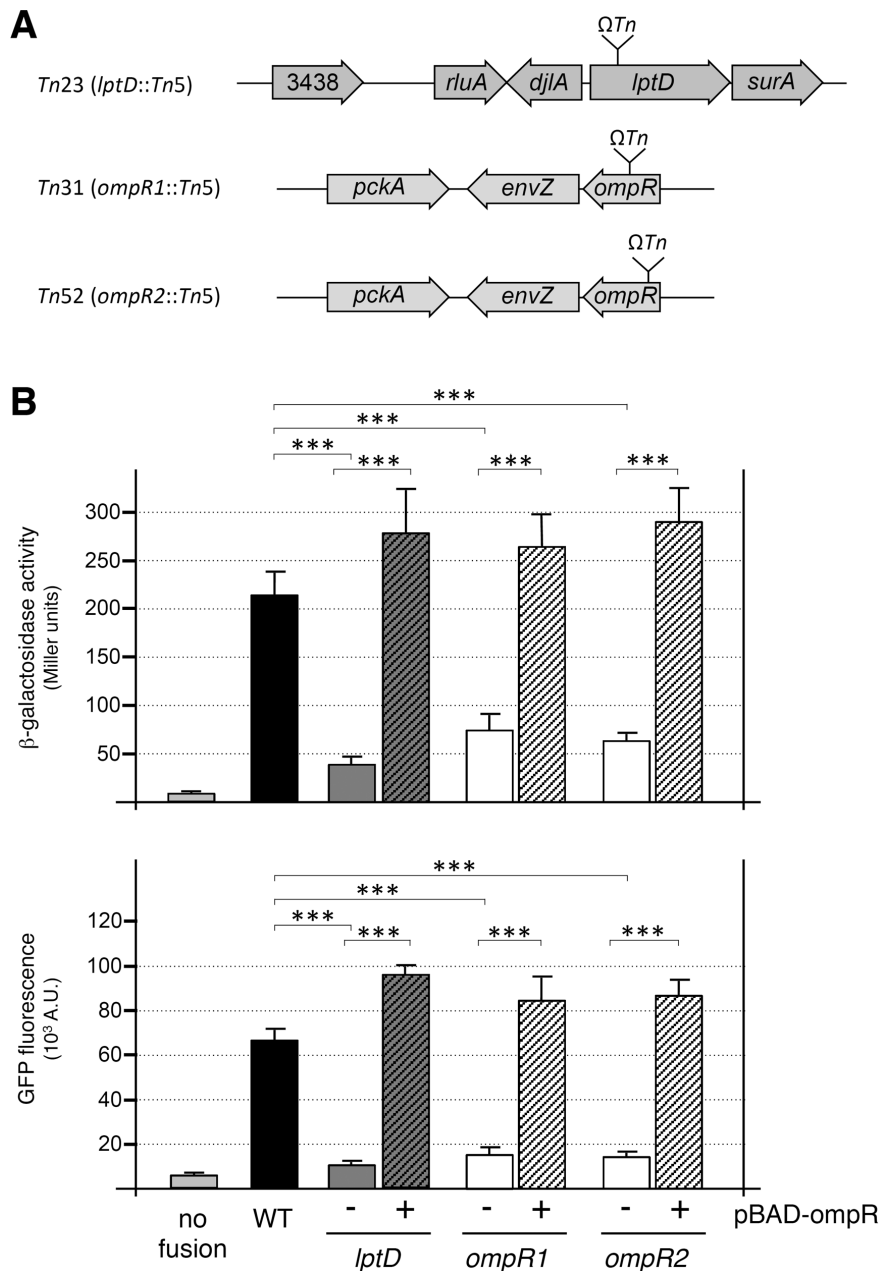 A
ΩTn
Tn23 (lptD::Tn5) 3438 rluA djlA lptD surA
ΩTn
Tn31 (ompR1::Tn5) pckA envZ ompR
ΩTn
Tn52 (ompR2::Tn5) pckA envZ ompR
B
***
***
***
*** *** ***
β-galactosidase activity
(Miller units)
300
250
200
150
100
50
***
***
***
*** *** ***
GFP fluorescence
(10³ A.U.)
120
100
80
60
40
20
no fusion WT - + - + - + pBAD-ompR
lptD ompR1 ompR2